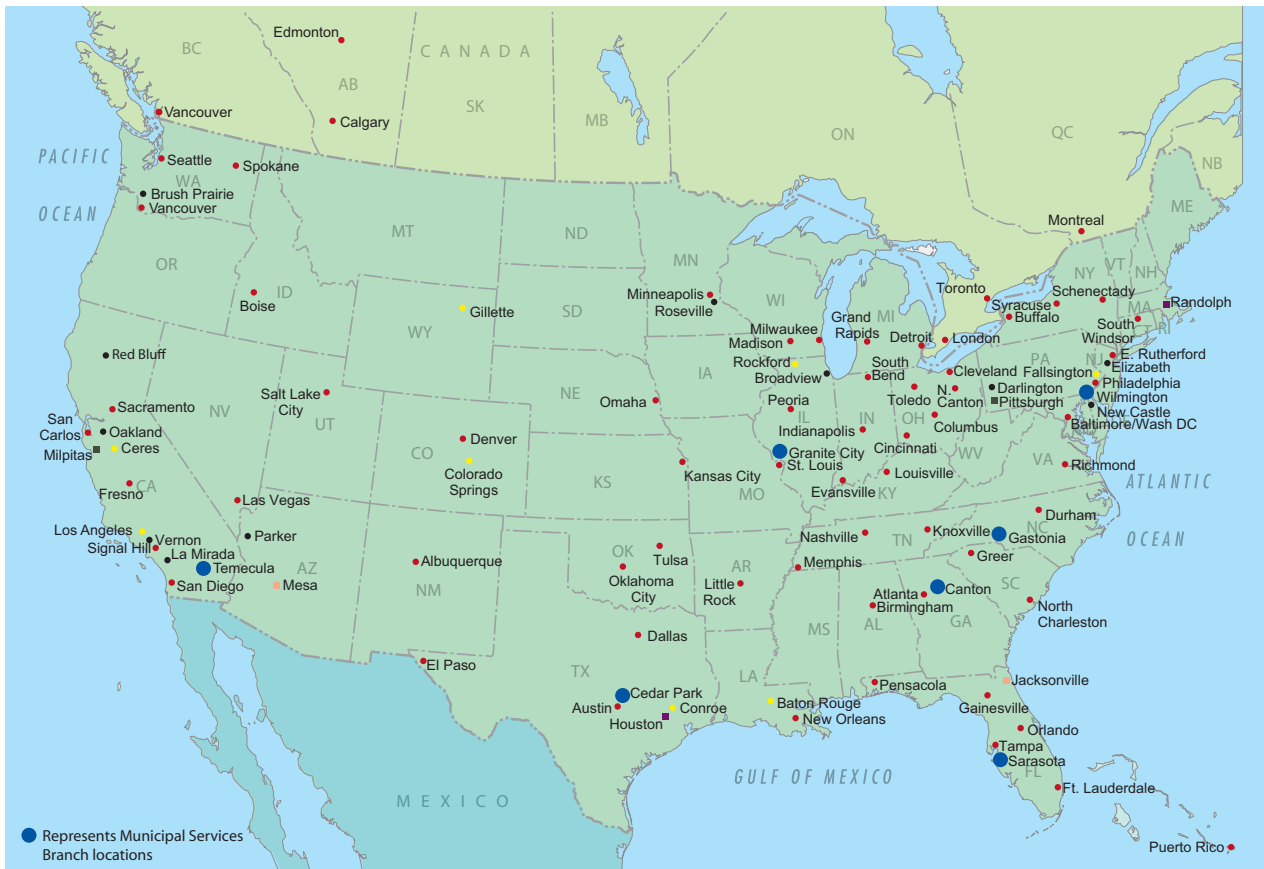 Edmonton
BC
CANADA
AB
SK
MB
ON
QC
NB
Vancouver
Calgary
PACIFIC
OCEAN
Seattle
Spokane
WA
Brush Prairie
Vancouver
Montreal
ME
MT
ND
MN
OR
ID
Boise
WY
Gillette
SD
Minneapolis
Roseville
WI
MI
Toronto
Syracuse
Buffalo
NY
VT
NH
Schenectady
MA
Randolph
CT
RI
South
Windsor
Red Bluff
Milwaukee
Madison
Grand
Rapids
Detroit
London
PA
NJ
E. Rutherford
Elizabeth
Fallsington
Philadelphia
Wilmington
New Castle
Baltimore/Wash DC
Rockford
Broadview
South
Bend
Cleveland
Toledo
N.
Canton
Darlington
Pittsburgh
IA
NE
Omaha
Peoria
IL
IN
OH
Columbus
Indianapolis
Cincinnati
Salt Lake
City
NV
UT
Sacramento
San
Carlos
Oakland
Milpitas
Ceres
CA
Fresno
Denver
CO
Colorado
Springs
KS
Kansas City
MO
Granite City
St. Louis
Evansville
Louisville
KY
WV
VA
Richmond
ATLANTIC
OCEAN
Las Vegas
Los Angeles
Vernon
Signal Hill
La Mirada
Temecula
San Diego
Parker
AZ
Mesa
Albuquerque
NM
OK
Tulsa
Oklahoma
City
AR
Little
Rock
Nashville
TN
Memphis
Knoxville
Durham
NC
Gastonia
Greer
SC
Canton
Atlanta
Birmingham
North
Charleston
MS
AL
GA
Dallas
El Paso
TX
LA
Cedar Park
Austin
Conroe
Houston
Baton Rouge
New Orleans
Pensacola
Jacksonville
Gainesville
Orlando
Tampa
Sarasota
FL
Ft. Lauderdale
GULF OF MEXICO
MEXICO
Puerto Rico
Represents Municipal Services
Branch locations